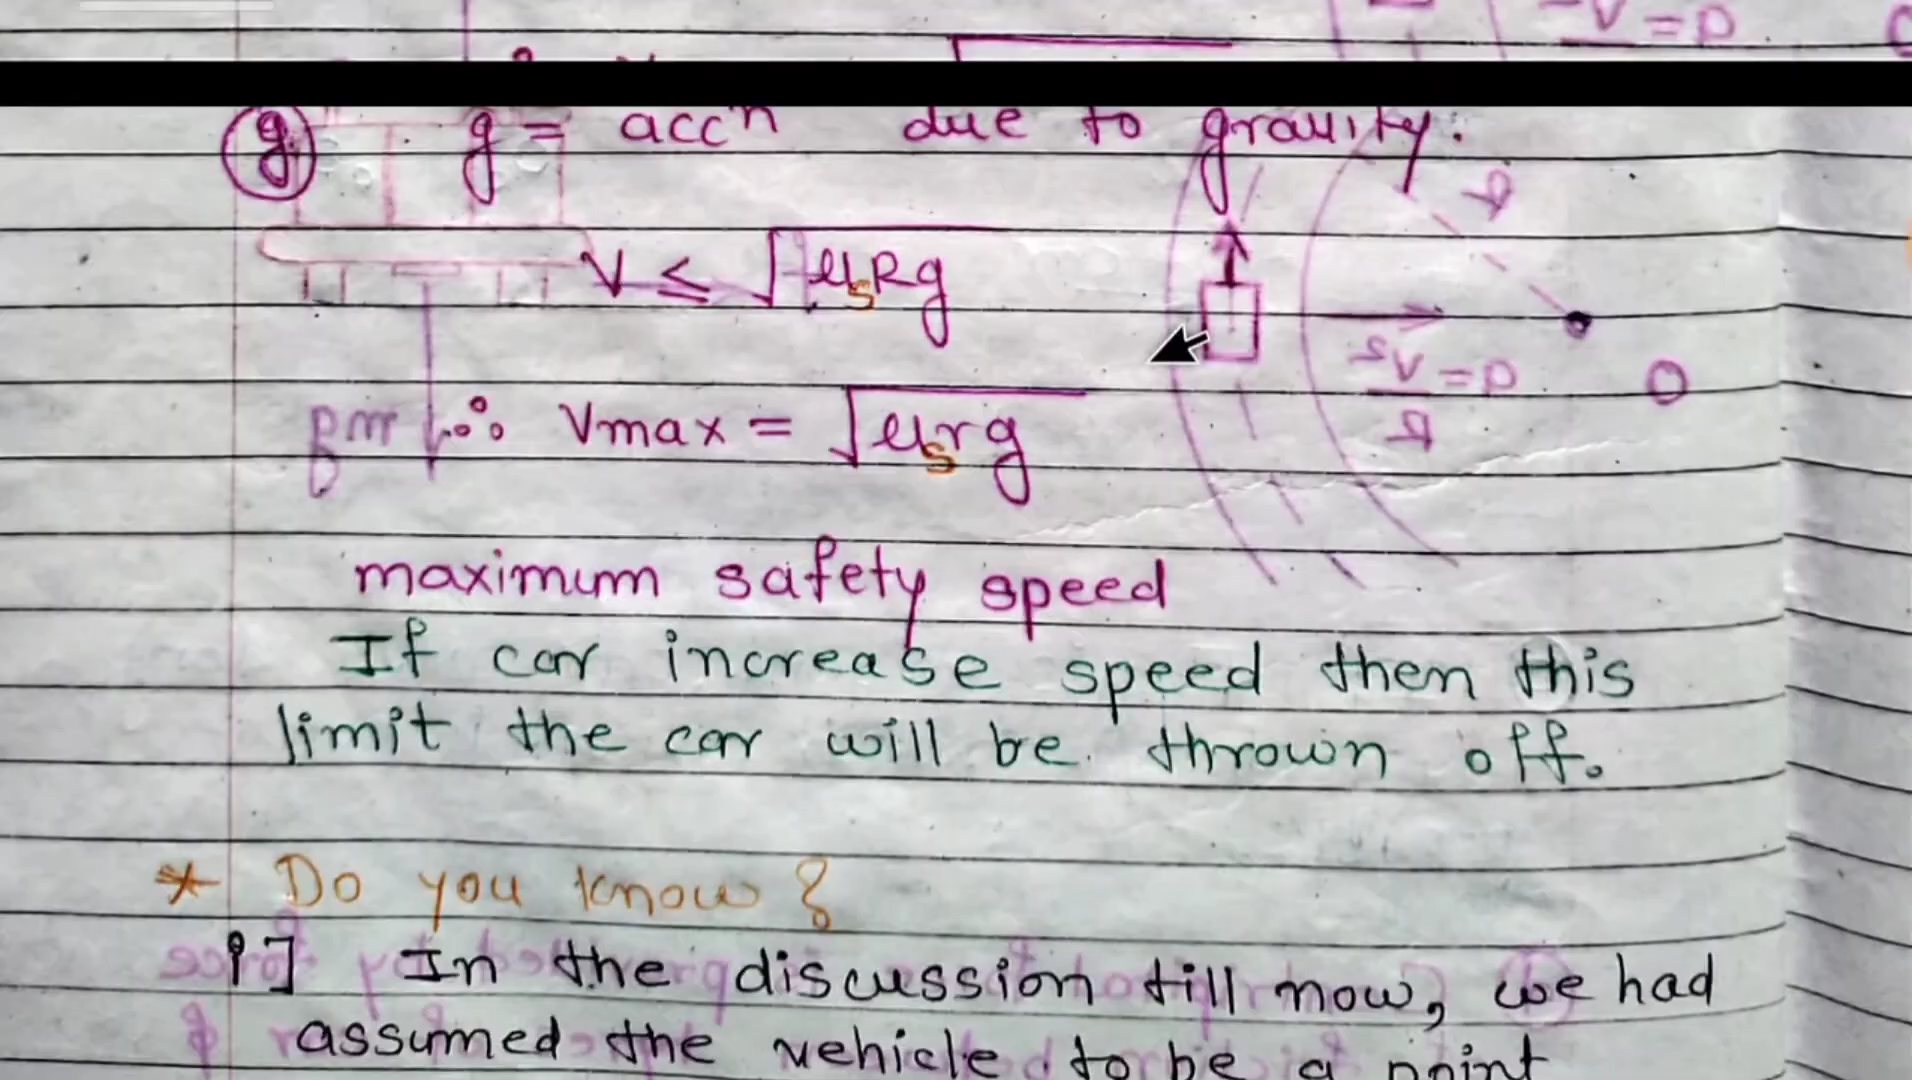 g g = accⁿ due to gravity.
V ≤ √μsRg
∴ Vmax = √μsrg
maximum safety speed
If car increase speed then this
limit the car will be thrown off.
* Do you know ?
i] In the discussion till now, we had
assumed the vehicle to be a point